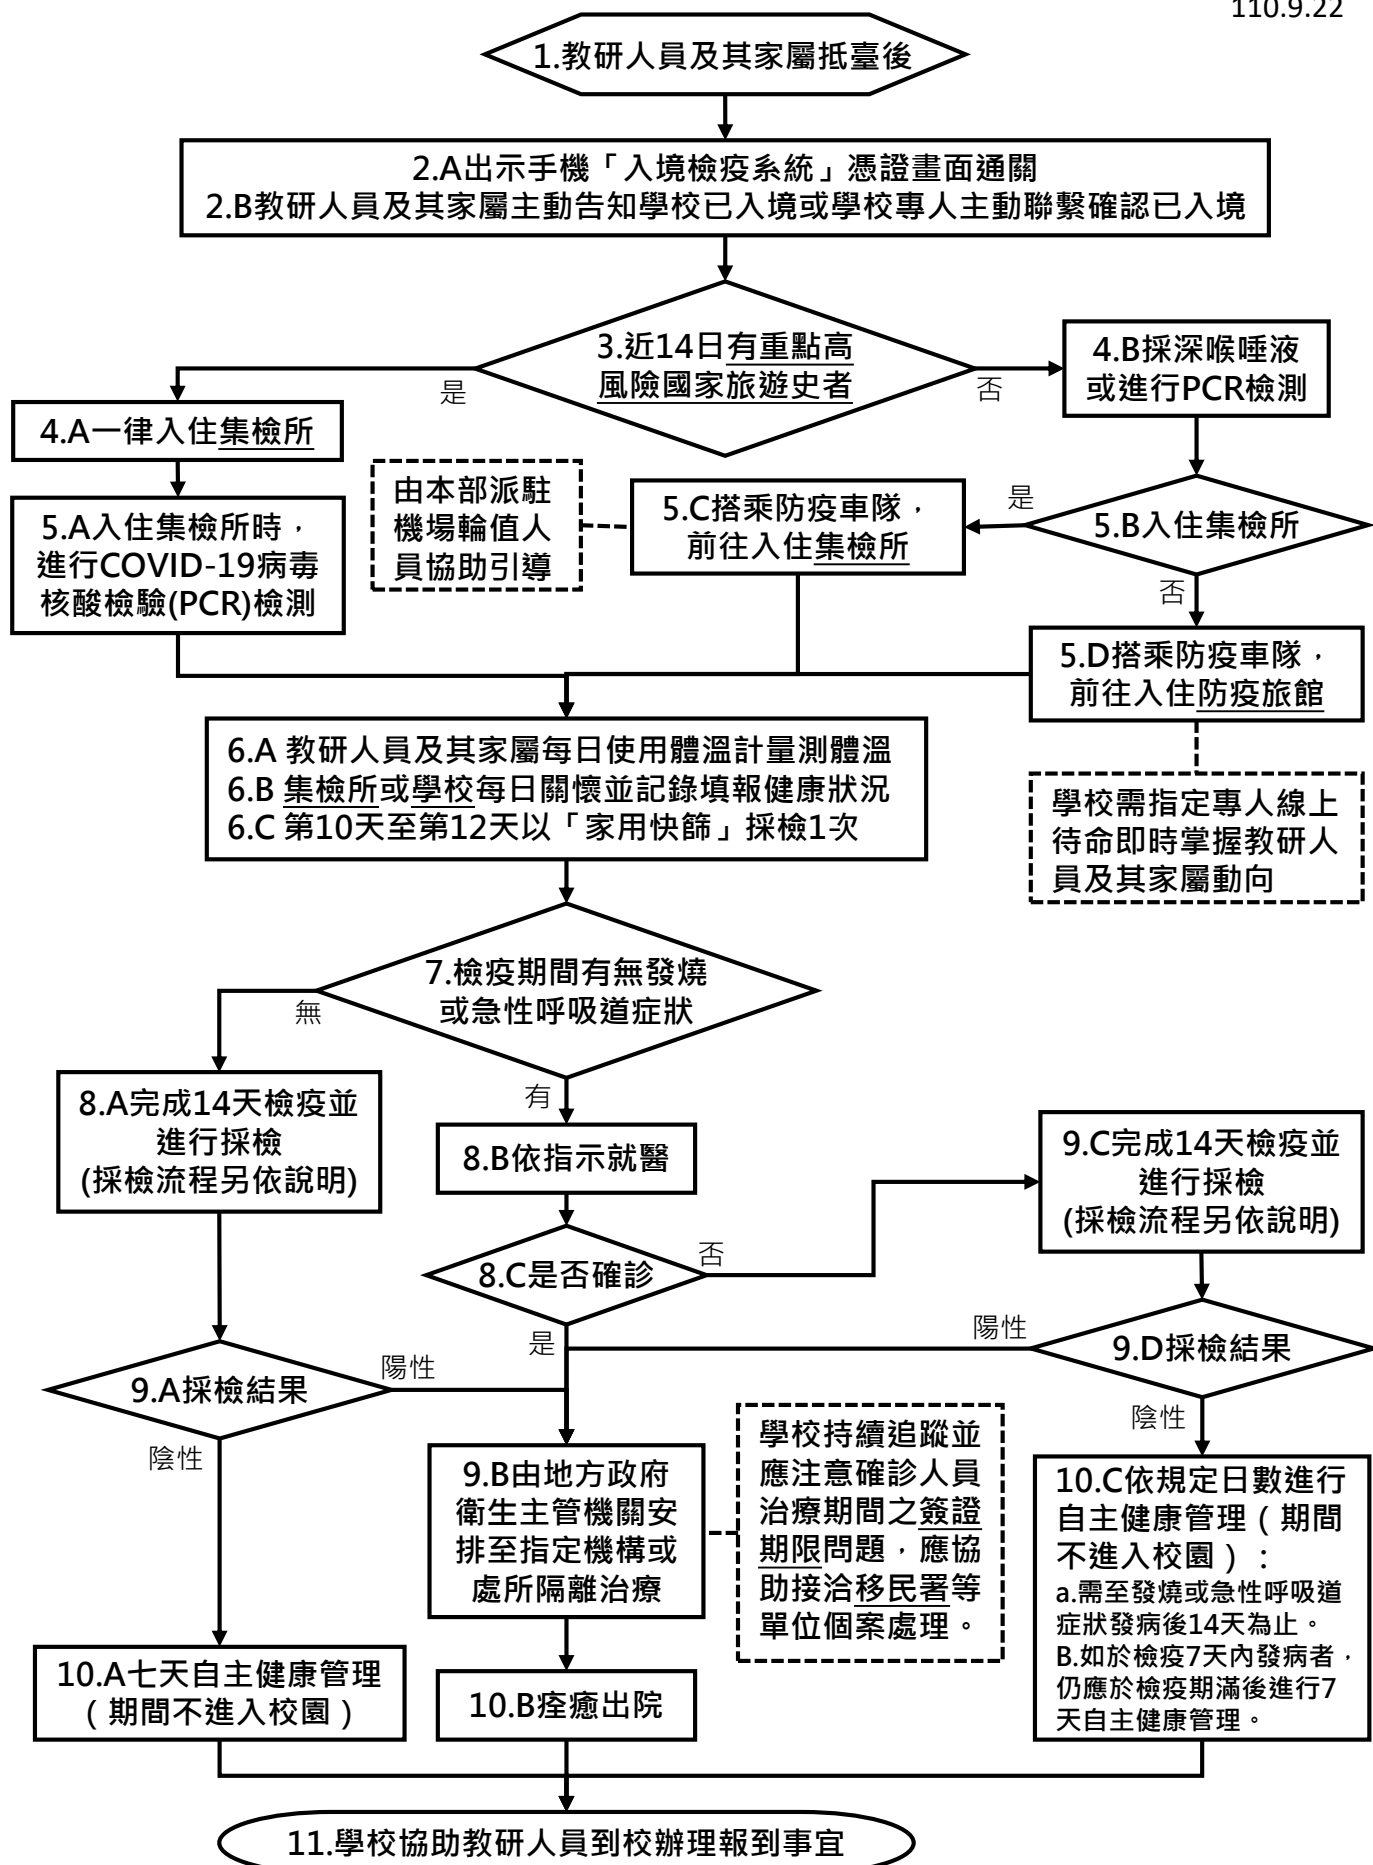 110.9.22
1.教研人員及其家屬抵臺後
2.A出示手機「入境檢疫系統」憑證畫面通關
2.B教研人員及其家屬主動告知學校已入境或學校專人主動聯繫確認已入境
3.近14日有重點高
風險國家旅遊史者
是
否
4.B採深喉唾液
或進行PCR檢測
4.A一律入住集檢所
5.A入住集檢所時，
進行COVID-19病毒
核酸檢驗(PCR)檢測
由本部派駐
機場輪值人
員協助引導
5.C搭乘防疫車隊，
前往入住集檢所
是
5.B入住集檢所
否
5.D搭乘防疫車隊，
前往入住防疫旅館
6.A 教研人員及其家屬每日使用體溫計量測體溫
6.B 集檢所或學校每日關懷並記錄填報健康狀況
6.C 第10天至第12天以「家用快篩」採檢1次
學校需指定專人線上
待命即時掌握教研人
員及其家屬動向
7.檢疫期間有無發燒
或急性呼吸道症狀
無
有
8.A完成14天檢疫並
進行採檢
(採檢流程另依說明)
8.B依指示就醫
9.C完成14天檢疫並
進行採檢
(採檢流程另依說明)
8.C是否確診
否
是
9.A採檢結果
陽性
陰性
陽性
9.D採檢結果
陰性
9.B由地方政府
衛生主管機關安
排至指定機構或
處所隔離治療
學校持續追蹤並
應注意確診人員
治療期間之簽證
期限問題，應協
助接洽移民署等
單位個案處理。
10.C依規定日數進行
自主健康管理（期間
不進入校園）：
a.需至發燒或急性呼吸道
症狀發病後14天為止。
B.如於檢疫7天內發病者，
仍應於檢疫期滿後進行7
天自主健康管理。
10.A七天自主健康管理
（期間不進入校園）
10.B痊癒出院
11.學校協助教研人員到校辦理報到事宜